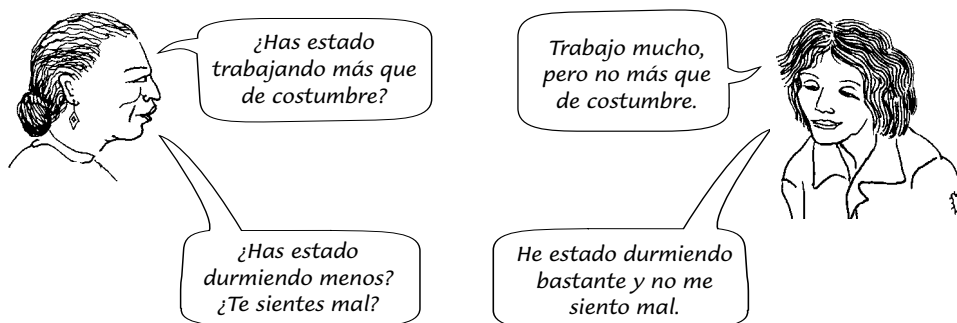 ¿Has estado
trabajando más que
de costumbre?
Trabajo mucho,
pero no más que
de costumbre.
¿Has estado
durmiendo menos?
¿Te sientes mal?
He estado durmiendo
bastante y no me
siento mal.